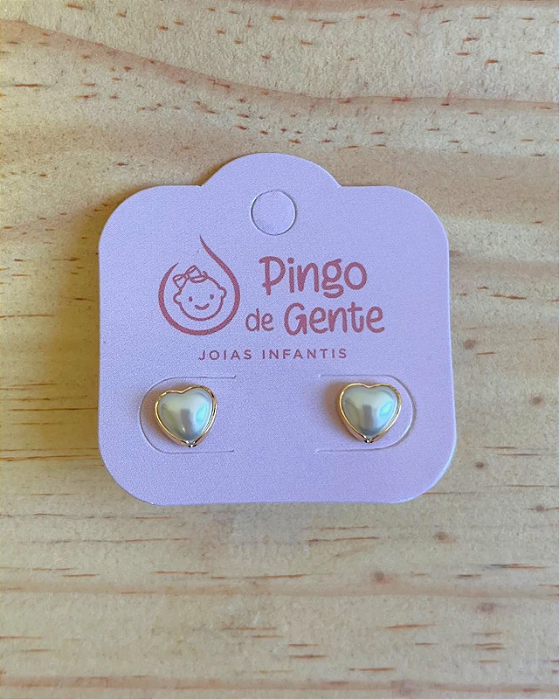 Pingo
de Gente
JOIAS INFANTIS